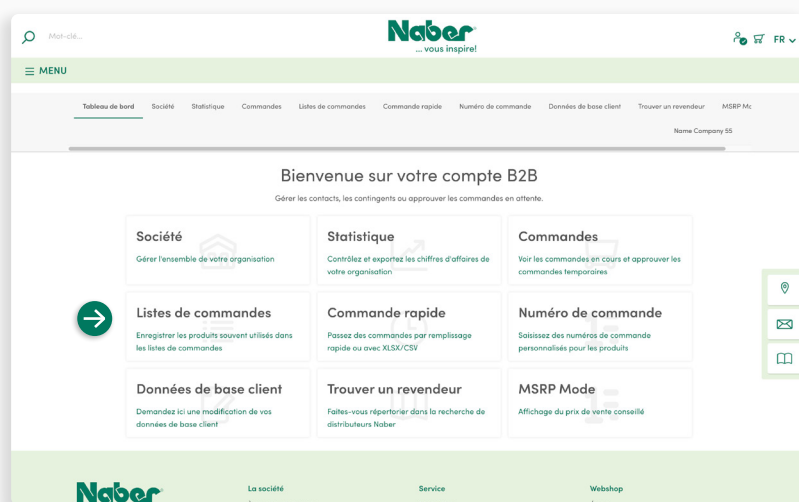 Mot-clé...
Naber
... vous inspire!
FR
MENU
Tableau de bord Société Statistique Commandes Listes de commandes Commande rapide Numéro de commande Données de base client Trouver un revendeur MSRP
Name Company 55
Bienvenue sur votre compte B2B
Gérer les contacts, les contingents ou approuver les commandes en attente.
Société
Gérer l'ensemble de votre organisation
Statistique
Contrôlez et exportez les chiffres d'affaires de
votre organisation
Commandes
Voir les commandes en cours et approuver les
commandes temporaires
Listes de commandes
Enregistrer les produits souvent utilisés dans
les listes de commandes
Commande rapide
Passez des commandes par remplissage
rapide ou avec XLSX/CSV
Numéro de commande
Saisissez des numéros de commande
personnalisés pour les produits
Données de base client
Demandez ici une modification de vos
données de base client
Trouver un revendeur
Faites-vous répertorier dans la recherche de
distributeurs Naber
MSRP Mode
Affichage du prix de vente conseillé
Naber
La société
Service
Webshop